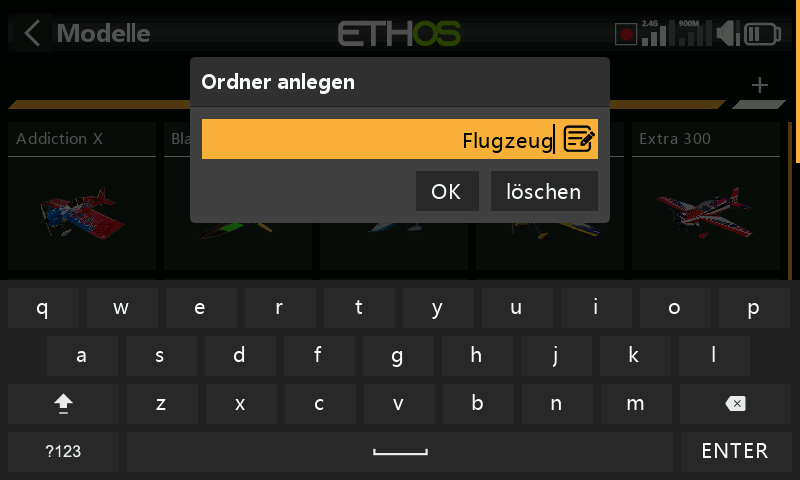 Modelle
ETHOS
2.4G
900M
Ordner anlegen
Flugzeug
OK
löschen
Addiction X
Bla
Extra 300
q w e r t y u i o p
a s d f g h j k l
z x c v b n m
?123
ENTER